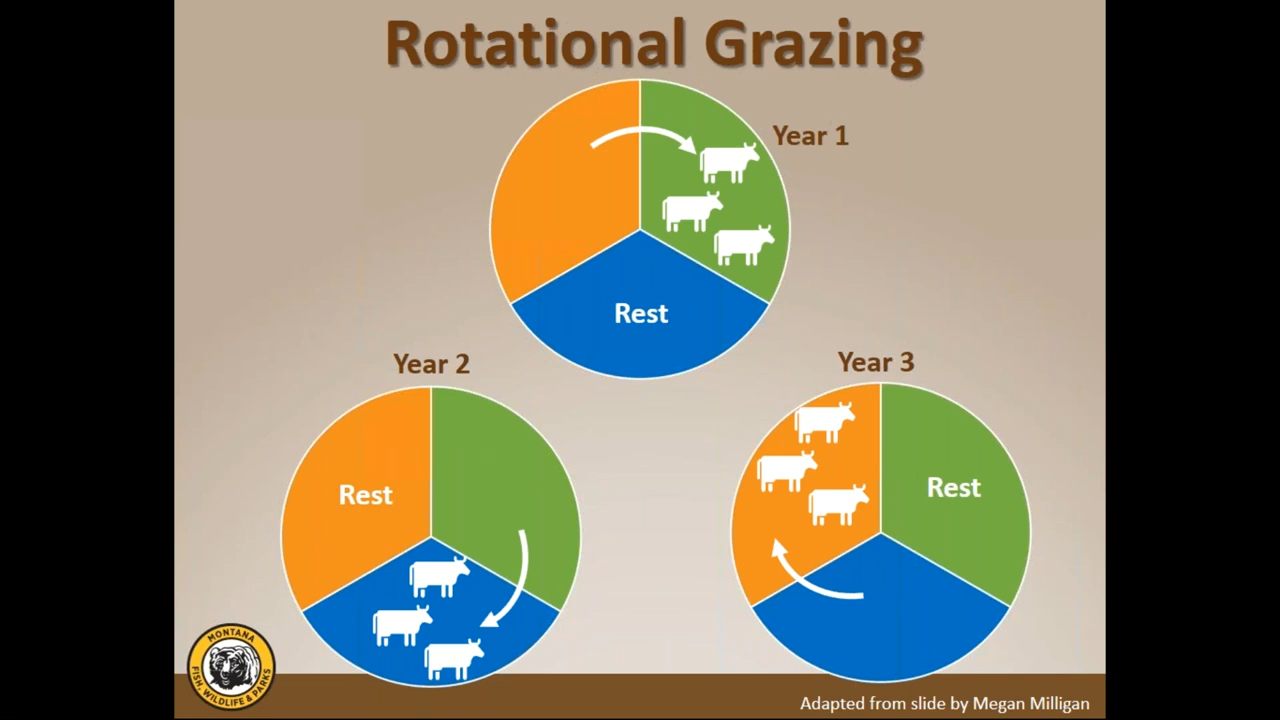 Rotational Grazing
Year 1
Rest
Year 2
Year 3
Rest
Rest
MONTANA
FISH, WILDLIFE & PARKS
Adapted from slide by Megan Milligan